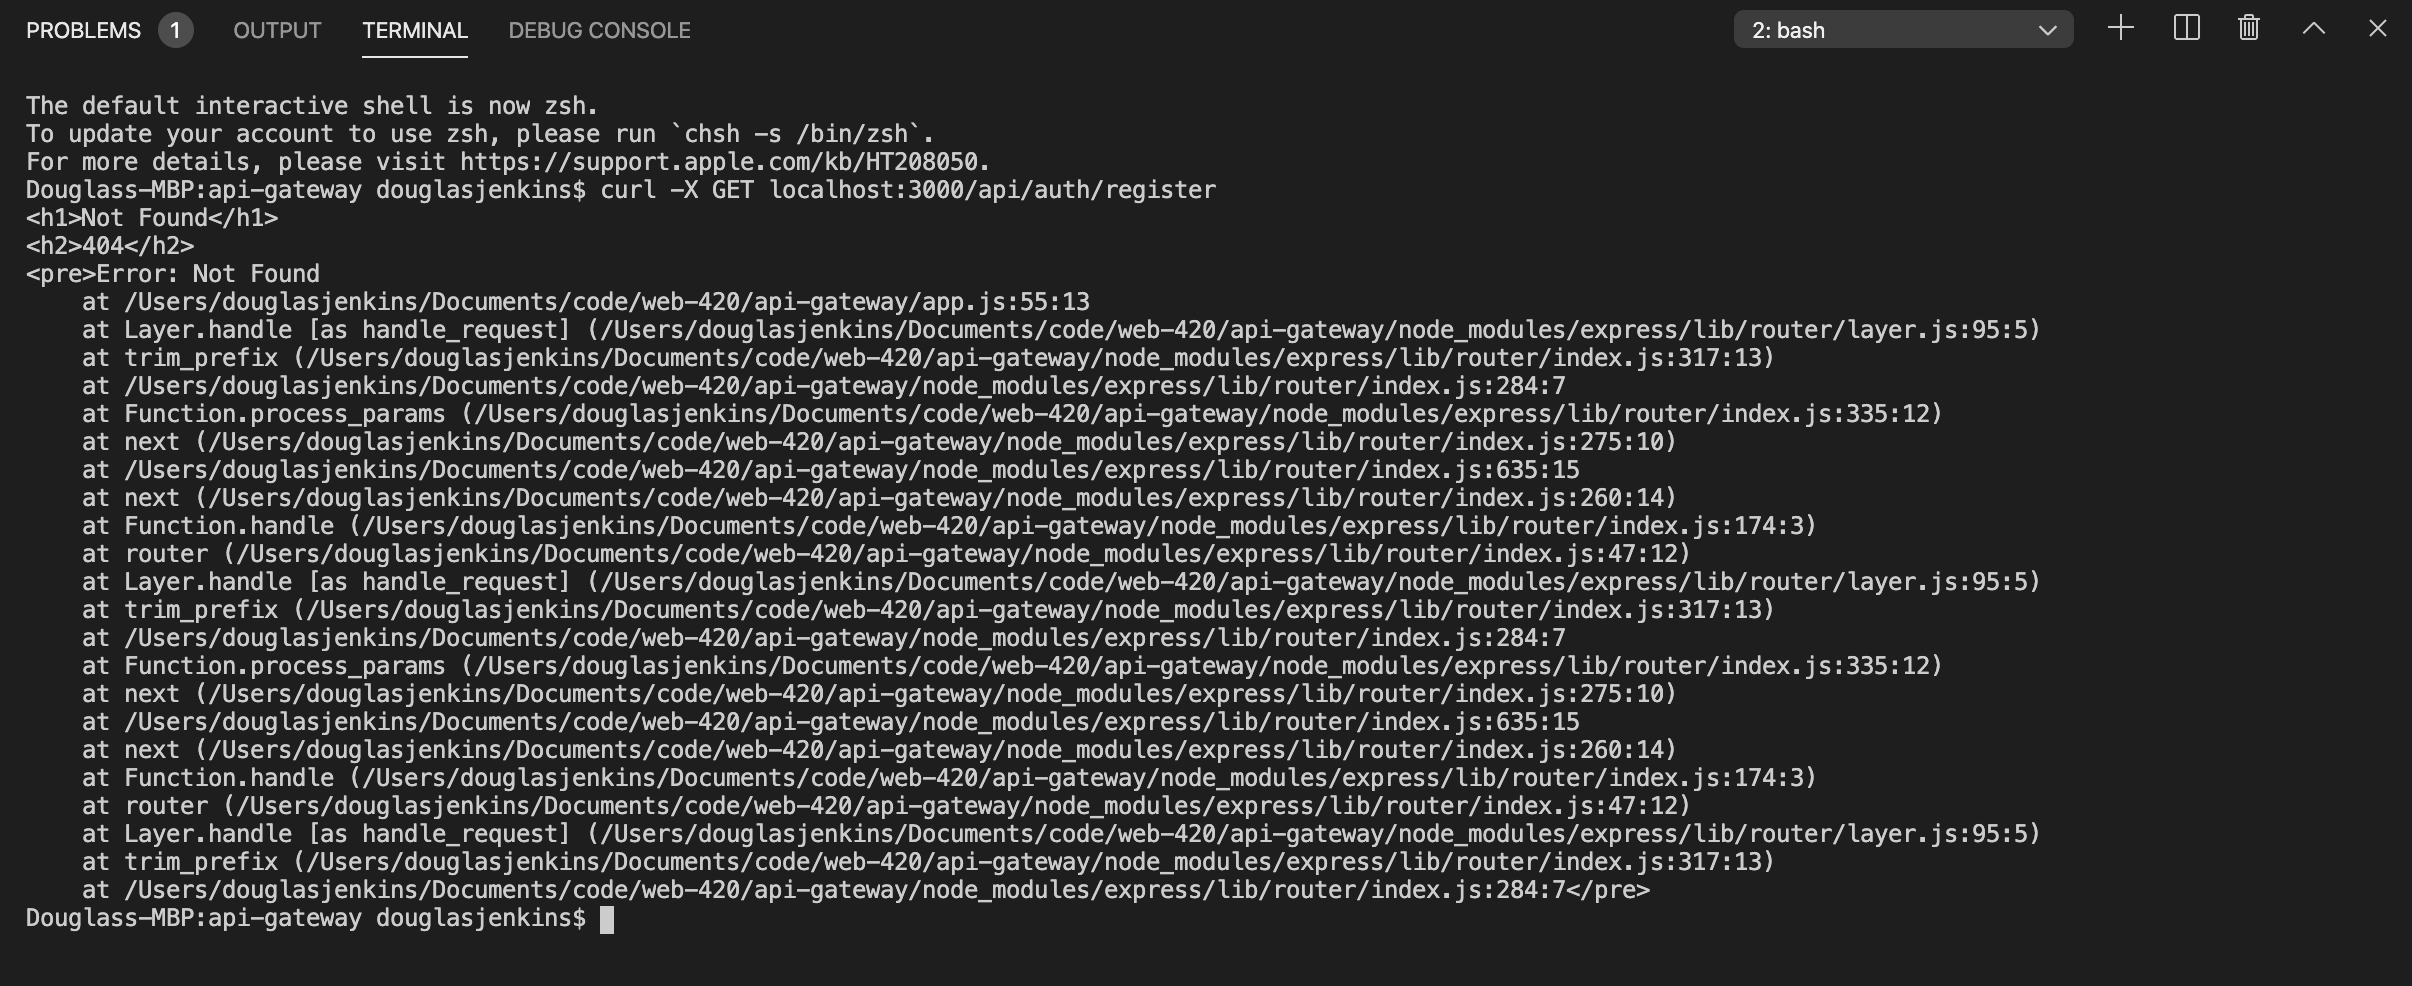 PROBLEMS 1 OUTPUT TERMINAL DEBUG CONSOLE 2: bash
The default interactive shell is now zsh.
To update your account to use zsh, please run `chsh -s /bin/zsh`.
For more details, please visit https://support.apple.com/kb/HT208050.
Douglass-MBP:api-gateway douglasjenkins$ curl -X GET localhost:3000/api/auth/register
<h1>Not Found</h1>
<h2>404</h2>
<pre>Error: Not Found
    at /Users/douglasjenkins/Documents/code/web-420/api-gateway/app.js:55:13
    at Layer.handle [as handle_request] (/Users/douglasjenkins/Documents/code/web-420/api-gateway/node_modules/express/lib/router/layer.js:95:5)
    at trim_prefix (/Users/douglasjenkins/Documents/code/web-420/api-gateway/node_modules/express/lib/router/index.js:317:13)
    at /Users/douglasjenkins/Documents/code/web-420/api-gateway/node_modules/express/lib/router/index.js:284:7
    at Function.process_params (/Users/douglasjenkins/Documents/code/web-420/api-gateway/node_modules/express/lib/router/index.js:335:12)
    at next (/Users/douglasjenkins/Documents/code/web-420/api-gateway/node_modules/express/lib/router/index.js:275:10)
    at /Users/douglasjenkins/Documents/code/web-420/api-gateway/node_modules/express/lib/router/index.js:635:15
    at next (/Users/douglasjenkins/Documents/code/web-420/api-gateway/node_modules/express/lib/router/index.js:260:14)
    at Function.handle (/Users/douglasjenkins/Documents/code/web-420/api-gateway/node_modules/express/lib/router/index.js:174:3)
    at router (/Users/douglasjenkins/Documents/code/web-420/api-gateway/node_modules/express/lib/router/index.js:47:12)
    at Layer.handle [as handle_request] (/Users/douglasjenkins/Documents/code/web-420/api-gateway/node_modules/express/lib/router/layer.js:95:5)
    at trim_prefix (/Users/douglasjenkins/Documents/code/web-420/api-gateway/node_modules/express/lib/router/index.js:317:13)
    at /Users/douglasjenkins/Documents/code/web-420/api-gateway/node_modules/express/lib/router/index.js:284:7
    at Function.process_params (/Users/douglasjenkins/Documents/code/web-420/api-gateway/node_modules/express/lib/router/index.js:335:12)
    at next (/Users/douglasjenkins/Documents/code/web-420/api-gateway/node_modules/express/lib/router/index.js:275:10)
    at /Users/douglasjenkins/Documents/code/web-420/api-gateway/node_modules/express/lib/router/index.js:635:15
    at next (/Users/douglasjenkins/Documents/code/web-420/api-gateway/node_modules/express/lib/router/index.js:260:14)
    at Function.handle (/Users/douglasjenkins/Documents/code/web-420/api-gateway/node_modules/express/lib/router/index.js:174:3)
    at router (/Users/douglasjenkins/Documents/code/web-420/api-gateway/node_modules/express/lib/router/index.js:47:12)
    at Layer.handle [as handle_request] (/Users/douglasjenkins/Documents/code/web-420/api-gateway/node_modules/express/lib/router/layer.js:95:5)
    at trim_prefix (/Users/douglasjenkins/Documents/code/web-420/api-gateway/node_modules/express/lib/router/index.js:317:13)
    at /Users/douglasjenkins/Documents/code/web-420/api-gateway/node_modules/express/lib/router/index.js:284:7</pre>
Douglass-MBP:api-gateway douglasjenkins$